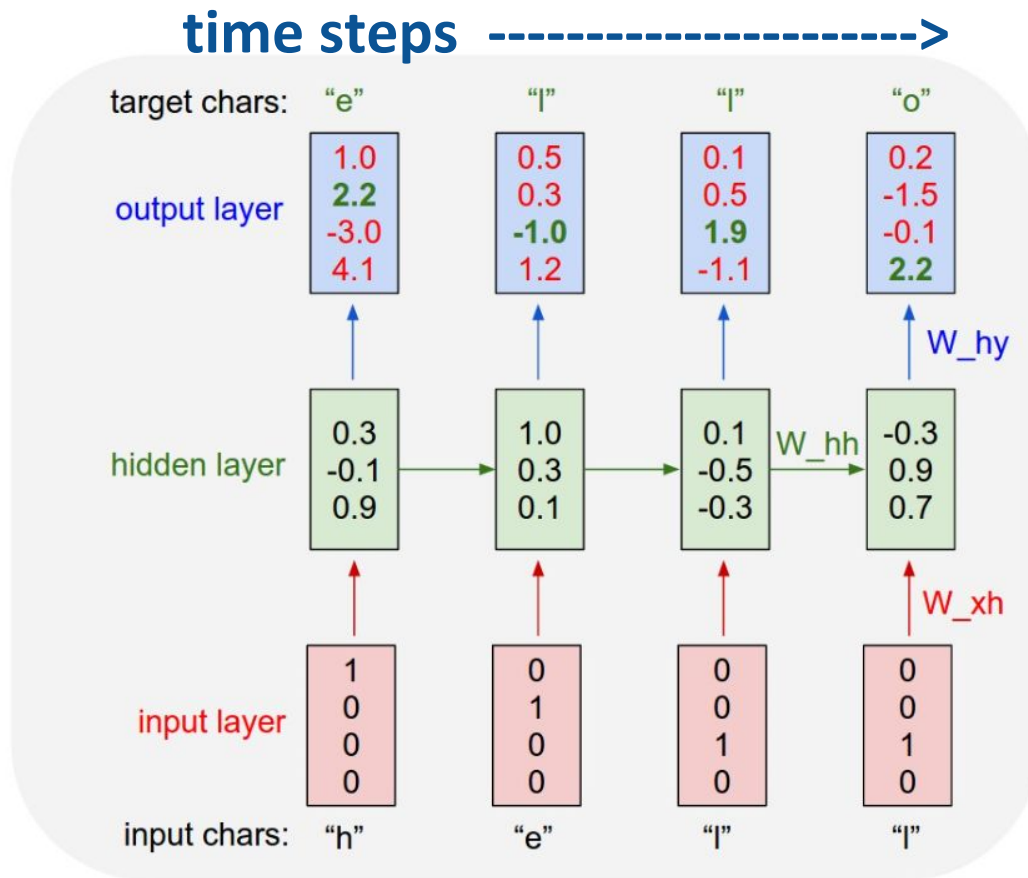 time steps ---------------------->
target chars: “e” “l” “l” “o”
1.0 0.5 0.1 0.2
2.2 0.3 0.5 -1.5
output layer
-3.0 -1.0 1.9 -0.1
4.1 1.2 -1.1 2.2
W_hy
0.3 1.0 0.1 -0.3
W_hh
hidden layer -0.1 0.3 -0.5 0.9
0.9 0.1 -0.3 0.7
W_xh
1 0 0 0
0 1 0 0
input layer
0 0 1 1
0 0 0 0
input chars: “h” “e” “l” “l”